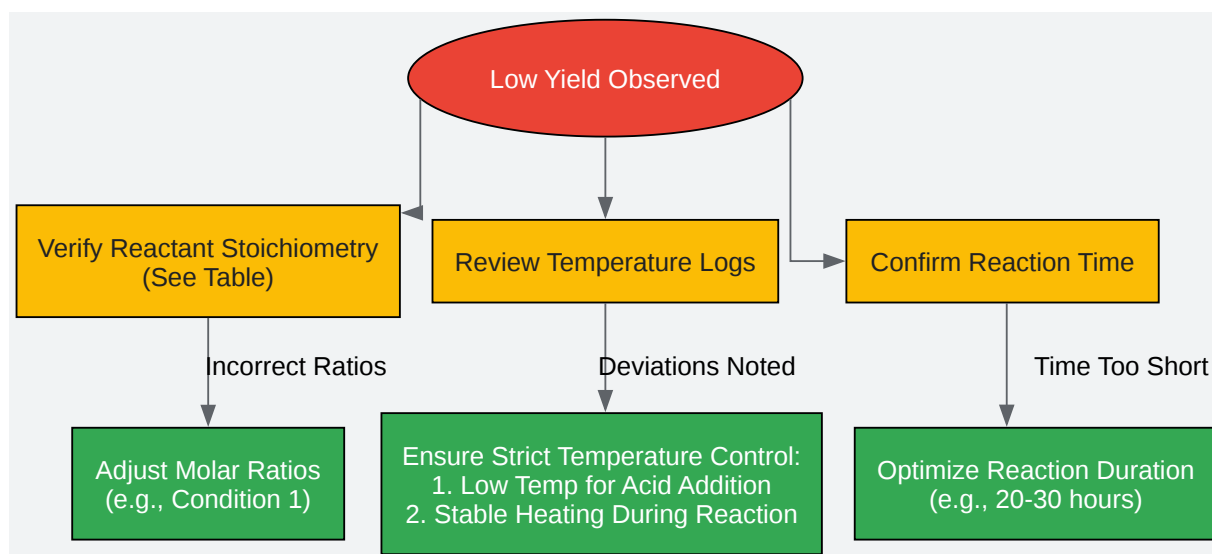 Low Yield Observed
Verify Reactant Stoichiometry
(See Table)
Review Temperature Logs
Confirm Reaction Time
Incorrect Ratios
Deviations Noted
Time Too Short
Adjust Molar Ratios
(e.g., Condition 1)
Ensure Strict Temperature Control:
1. Low Temp for Acid Addition
2. Stable Heating During Reaction
Optimize Reaction Duration
(e.g., 20-30 hours)